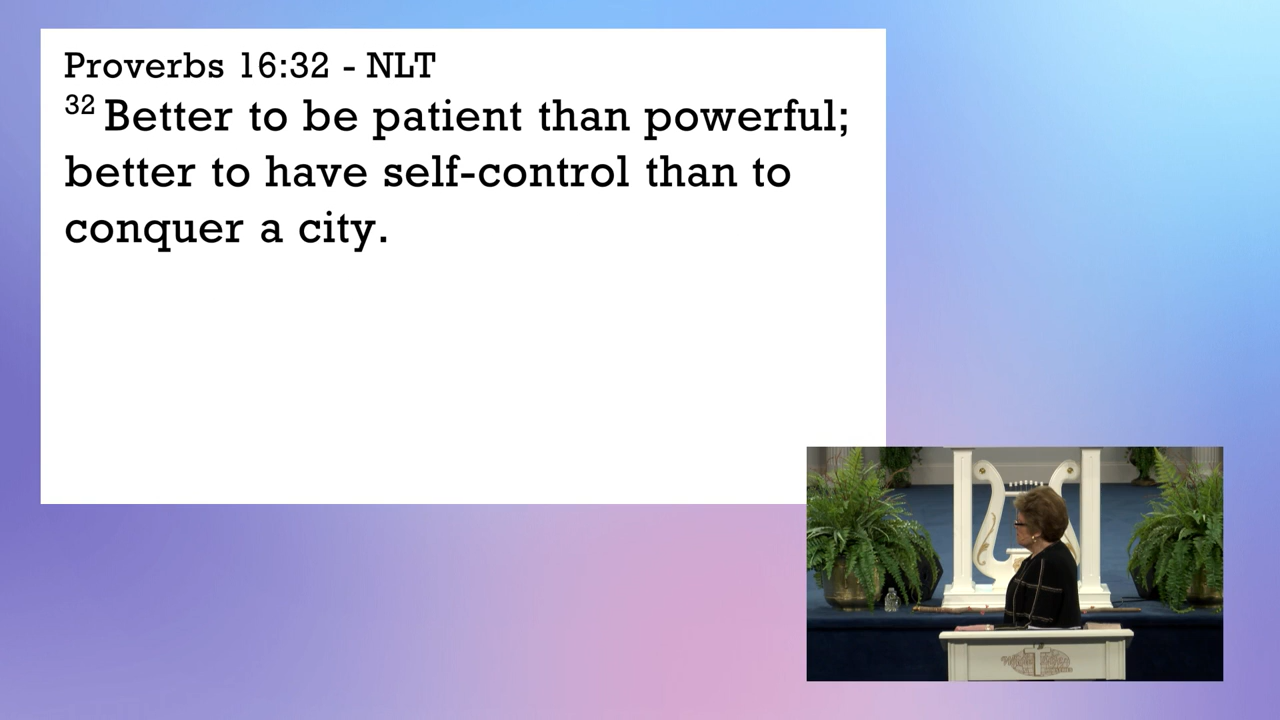 Proverbs 16:32 - NLT
32 Better to be patient than powerful;
better to have self-control than to
conquer a city.